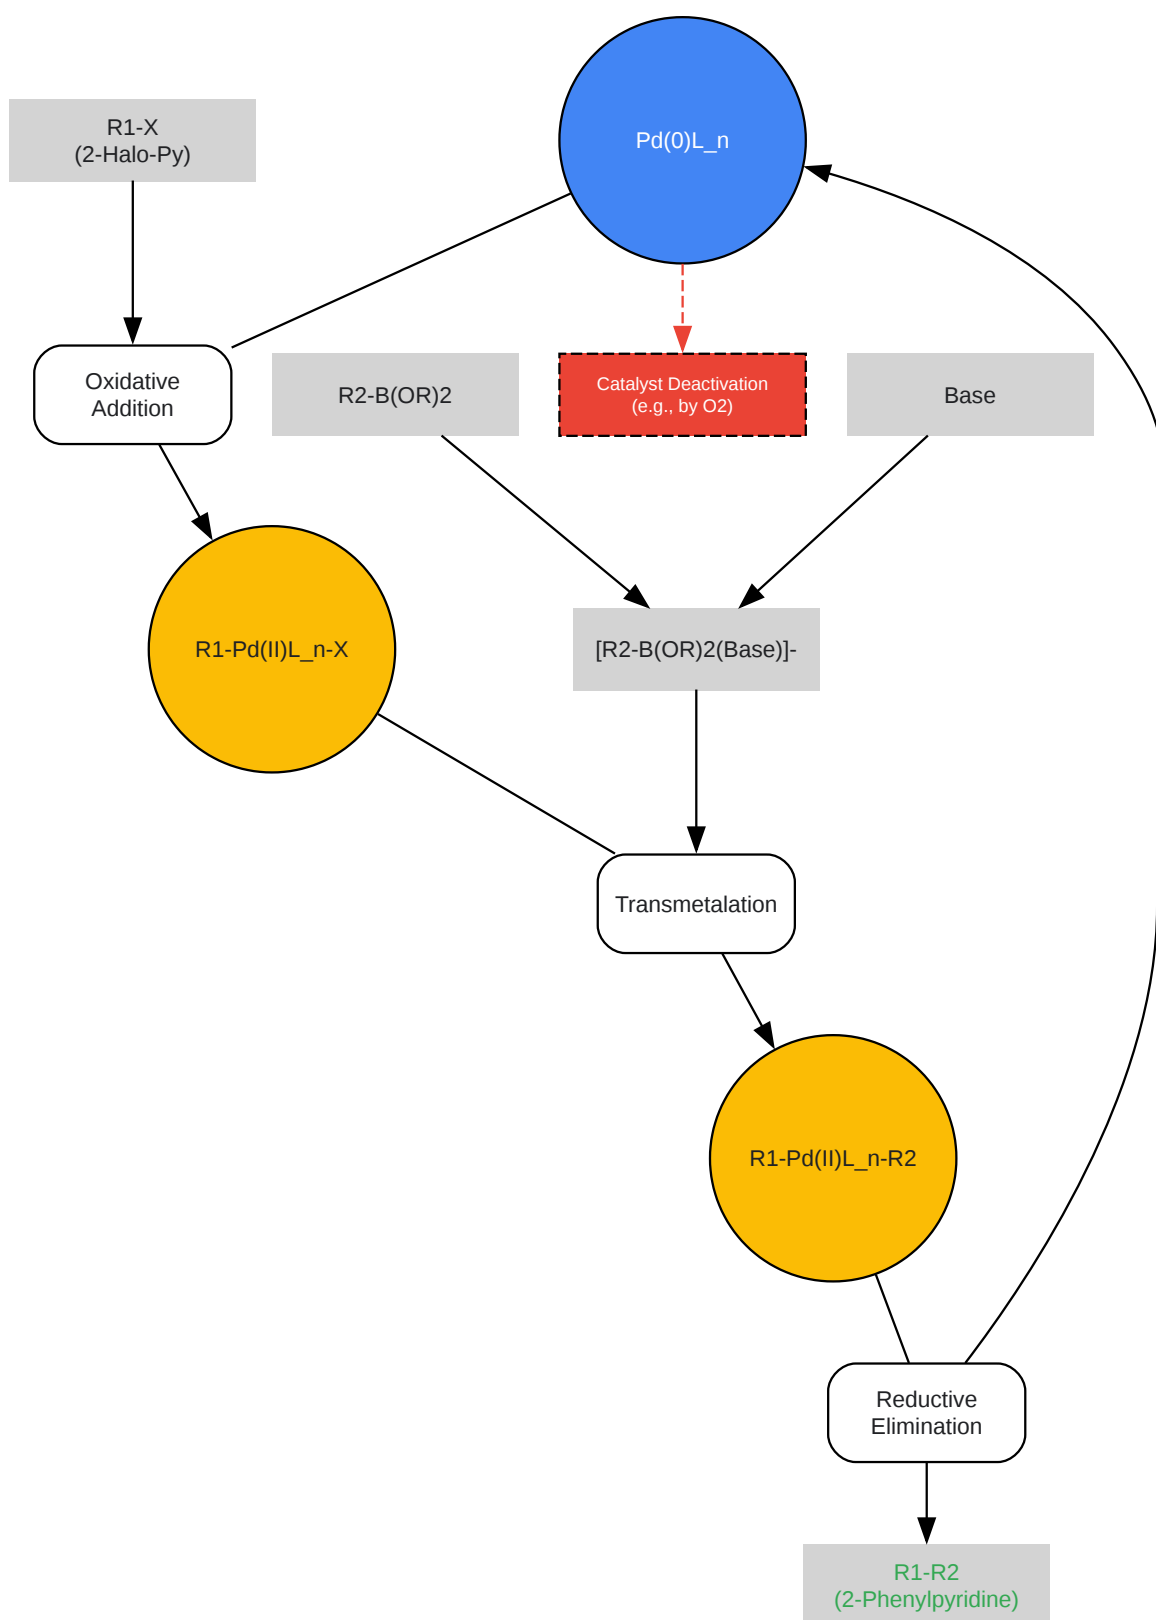 Pd(0)L_n
R1-X
(2-Halo-Py)
Oxidative
Addition
R2-B(OR)2
Catalyst Deactivation
(e.g., by O2)
Base
R1-Pd(II)L_n-X
[R2-B(OR)2(Base)]-
Transmetalation
R1-Pd(II)L_n-R2
Reductive
Elimination
R1-R2
(2-Phenylpyridine)